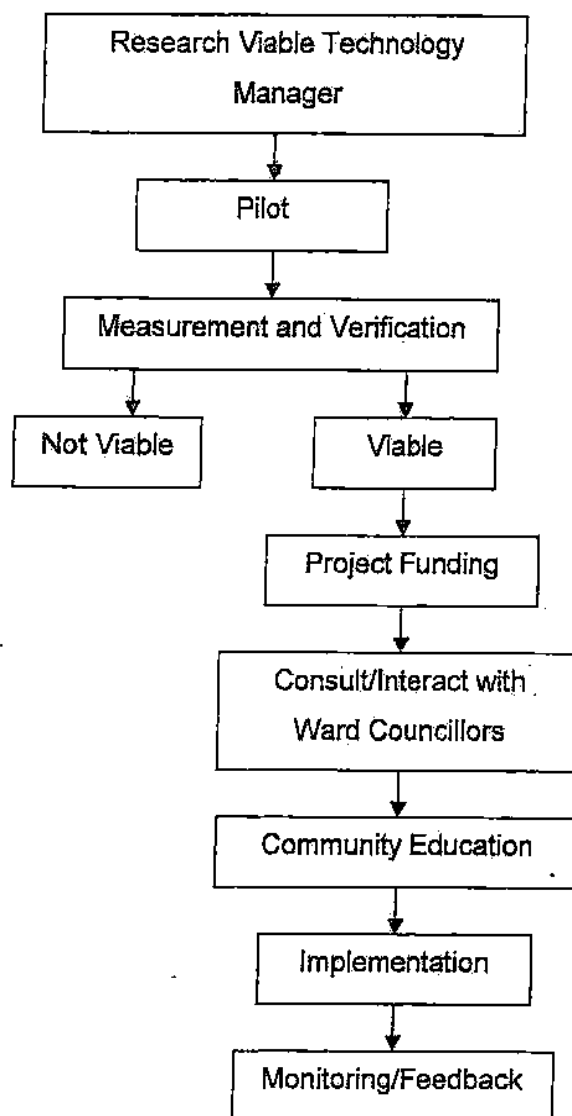 Research Viable Technology
Manager
Pilot
Measurement and Verification
Not Viable
Viable
Project Funding
Consult/Interact with
Ward Councillors
Community Education
Implementation
Monitoring/Feedback